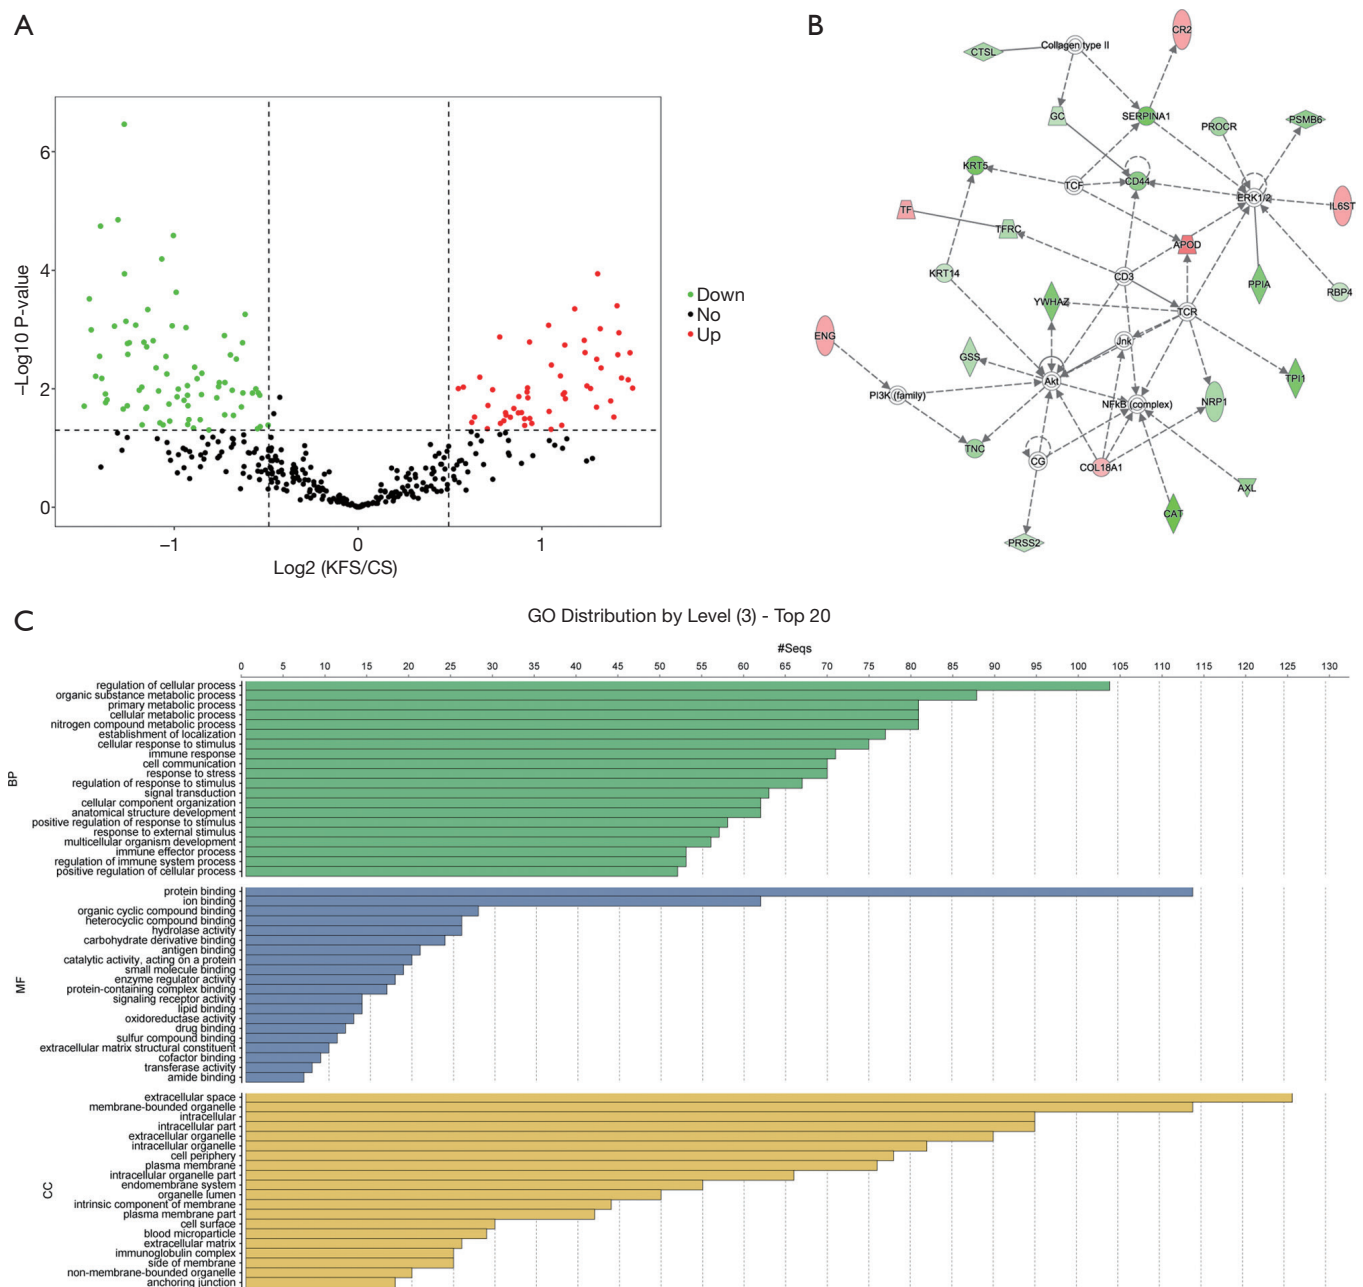 A
6
4
2
0
−Log10 P-value
−1
0
1
Log2 (KFS/CS)
Down
No
Up
B
CR2
Collagen type II
CTSL
GC
SERPINA1
PROCR
PSMB6
KRT5
TCF
CD44
ERK1/2
IL6ST
TF
TFRC
APOD
KRT14
CD3
PPIA
RBP4
YWHAZ
TCR
ENG
Jnk
GSS
Akt
TPI1
PI3K (family)
NFkB (complex)
NRP1
TNC
CG
COL18A1
AXL
CAT
PRSS2
C
GO Distribution by Level (3) - Top 20
#Seqs
0 5 10 15 20 25 30 35 40 45 50 55 60 65 70 75 80 85 90 95 100 105 110 115 120 125 130
BP
regulation of cellular process
organic substance metabolic process
primary metabolic process
cellular metabolic process
nitrogen compound metabolic process
establishment of localization
cellular response to stimulus
immune response
cell communication
response to stress
regulation of response to stimulus
signal transduction
cellular component organization
anatomical structure development
positive regulation of response to stimulus
response to external stimulus
multicellular organism development
immune effector process
regulation of immune system process
positive regulation of cellular process
MF
protein binding
ion binding
organic cyclic compound binding
heterocyclic compound binding
hydrolase activity
carbohydrate derivative binding
antigen binding
catalytic activity, acting on a protein
small molecule binding
enzyme regulator activity
protein-containing complex binding
signaling receptor activity
lipid binding
oxidoreductase activity
drug binding
sulfur compound binding
extracellular matrix structural constituent
cofactor binding
transferase activity
amide binding
CC
extracellular space
membrane-bounded organelle
intracellular
intracellular part
extracellular organelle
intracellular organelle
cell periphery
plasma membrane
intracellular organelle part
endomembrane system
organelle lumen
intrinsic component of membrane
plasma membrane part
cell surface
blood microparticle
extracellular matrix
immunoglobulin complex
side of membrane
non-membrane-bounded organelle
anchoring junction